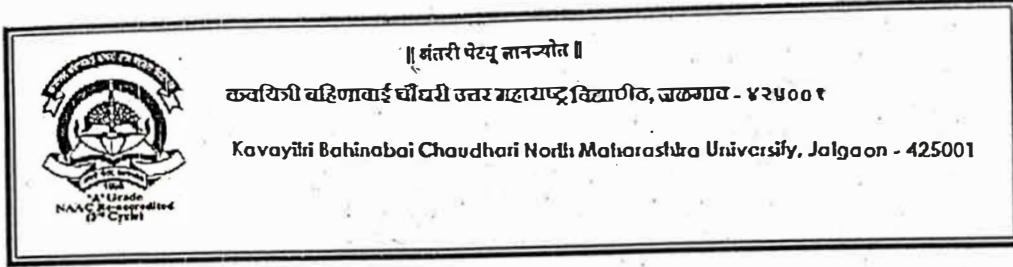 ॥ अंतरी पेटवू ज्ञानज्योत ॥
कवयित्री बहिणाबाई चौधरी उत्तर महाराष्ट्र विद्यापीठ, जळगाव - ४२५००१
Kavayitri Bahinabai Chaudhari North Maharashtra University, Jalgaon - 425001
"A" Grade
NAAC Re-accredited
(3rd Cycle)